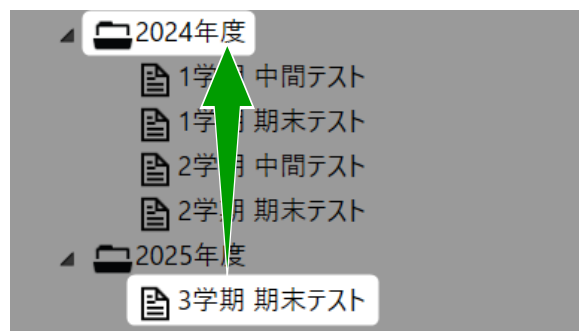 2024年度
1学期 中間テスト
1学期 期末テスト
2学期 中間テスト
2学期 期末テスト
2025年度
3学期 期末テスト